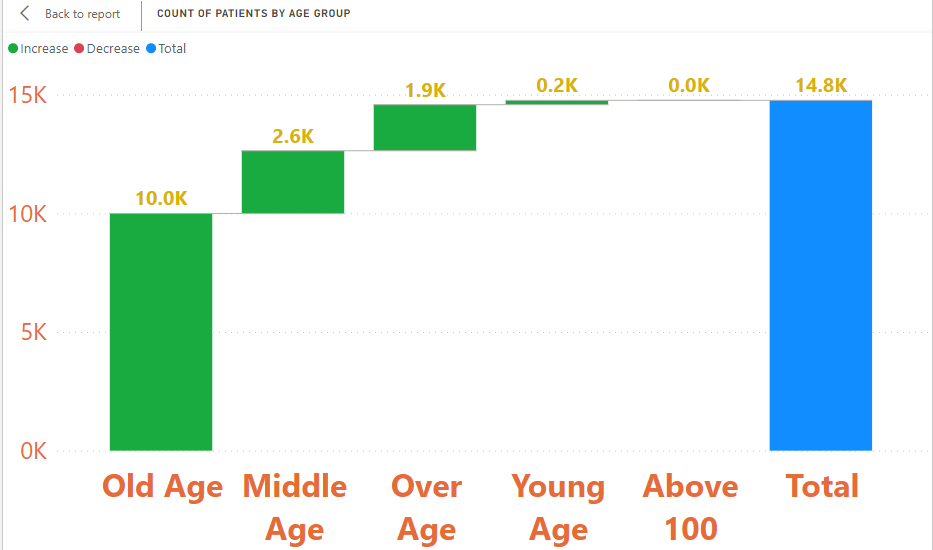 Back to report
COUNT OF PATIENTS BY AGE GROUP
Increase Decrease Total
15K
10K
5K
0K
10.0K
2.6K
1.9K
0.2K
0.0K
14.8K
Old Age
Middle
Age
Over
Age
Young
Age
Above
100
Total